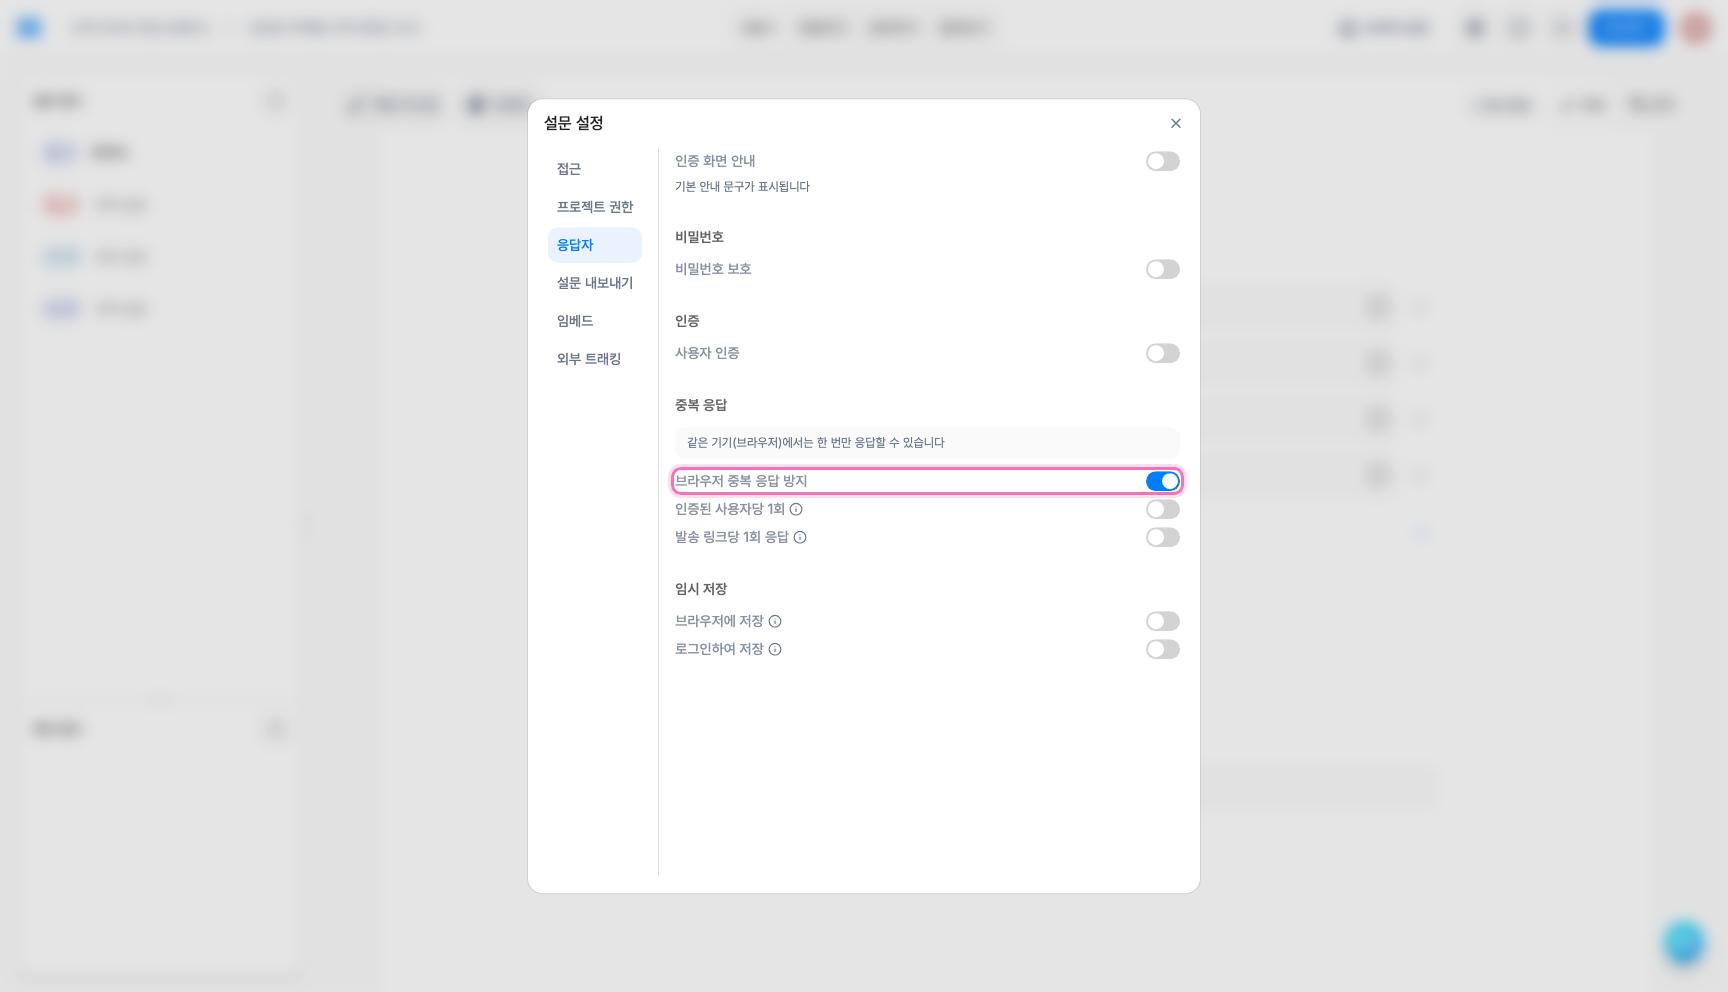 설문 설정
접근
프로젝트 권한
응답자
설문 내보내기
임베드
외부 트래킹
인증 화면 안내
기본 안내 문구가 표시됩니다
비밀번호
비밀번호 보호
인증
사용자 인증
중복 응답
같은 기기(브라우저)에서는 한 번만 응답할 수 있습니다
브라우저 중복 응답 방지
인증된 사용자당 1회
발송 링크당 1회 응답
임시 저장
브라우저에 저장
로그인하여 저장